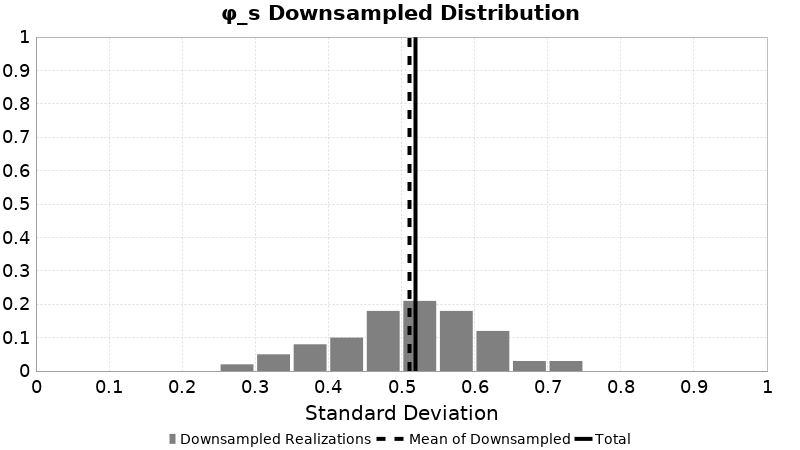 φ_s Downsampled Distribution
1
0.9
0.8
0.7
0.6
0.5
0.4
0.3
0.2
0.1
0
0 0.1 0.2 0.3 0.4 0.5 0.6 0.7 0.8 0.9 1
Standard Deviation
Downsampled Realizations Mean of Downsampled Total